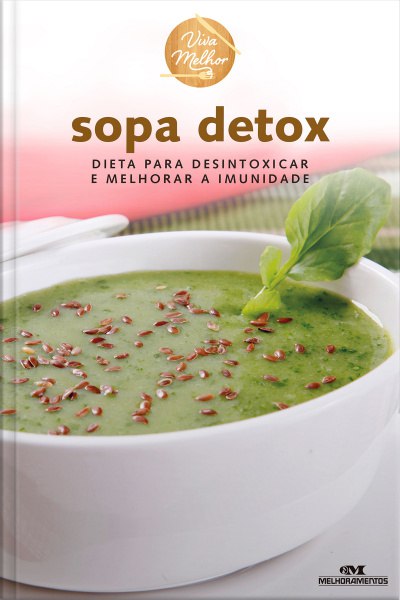 Viva
Melhor
sopa detox
DIETA PARA DESINTOXICAR
E MELHORAR A IMUNIDADE
MELHORAMENTOS